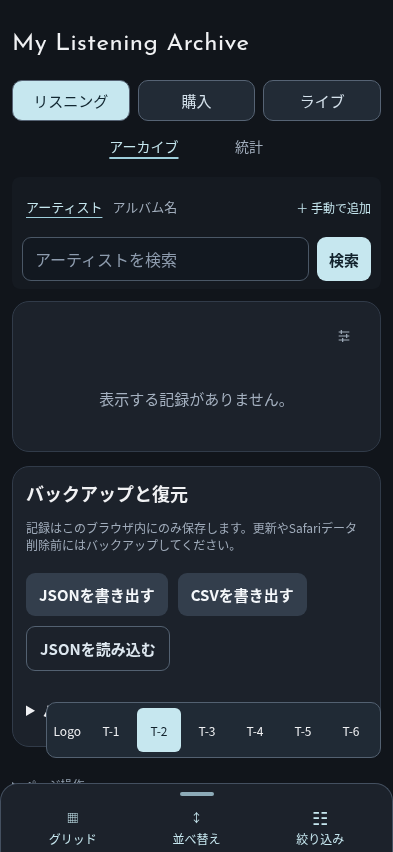 My Listening Archive
リスニング 購入 ライブ
アーカイブ 統計
アーティスト アルバム名 ＋ 手動で追加
アーティストを検索 検索
表示する記録がありません。
バックアップと復元
記録はこのブラウザ内にのみ保存します。更新やSafariデータ
削除前にはバックアップしてください。
JSONを書き出す CSVを書き出す
JSONを読み込む
Logo T-1 T-2 T-3 T-4 T-5 T-6
グリッド 並べ替え 絞り込み